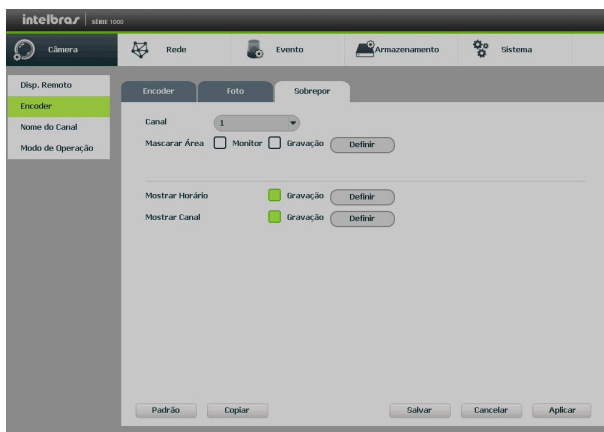 intelbras SÉRIE 1000
Câmera Rede Evento Armazenamento Sistema
Disp. Remoto
Encoder
Nome do Canal
Modo de Operação
Encoder Foto Sobrepor
Canal 1
Mascarar Área Monitor Gravação Definir
Mostrar Horário Gravação Definir
Mostrar Canal Gravação Definir
Padrão Copiar Salvar Cancelar Aplicar